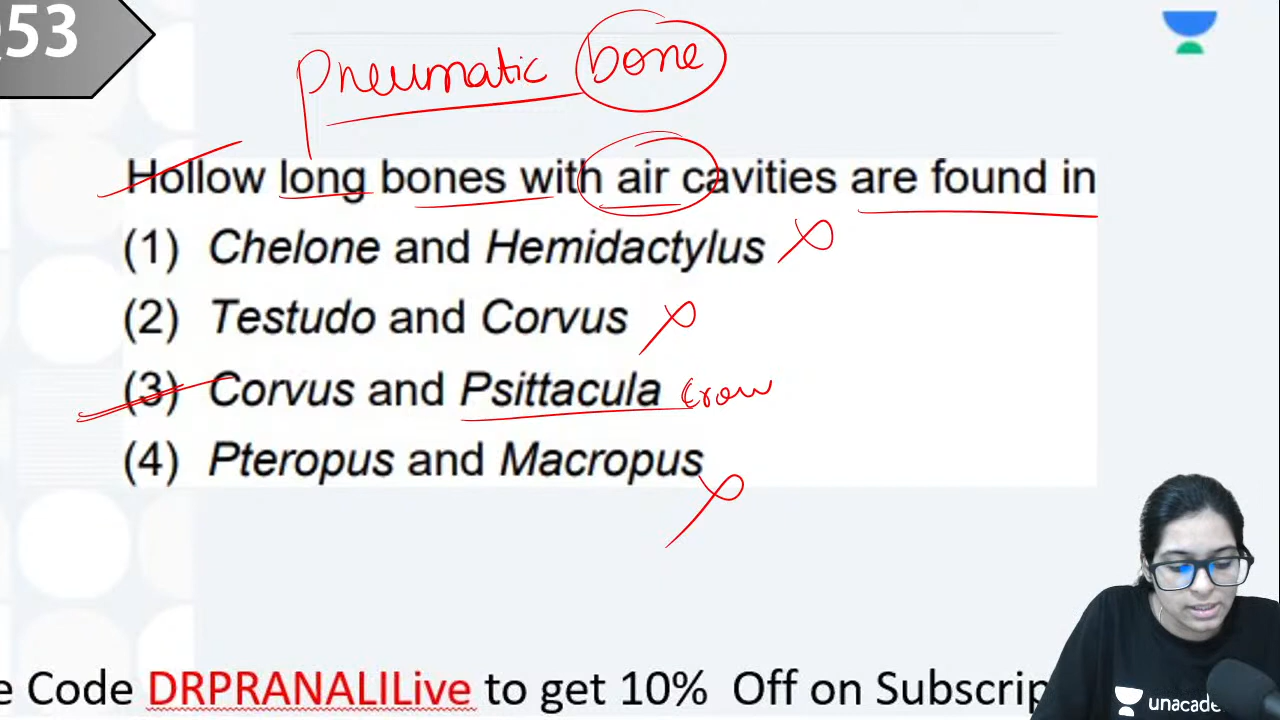 53
Pneumatic bone
Hollow long bones with air cavities are found in
(1) Chelone and Hemidactylus
(2) Testudo and Corvus
(3) Corvus and Psittacula Crow
(4) Pteropus and Macropus
e Code DRPRANALILive to get 10% Off on Subscrip
unacade